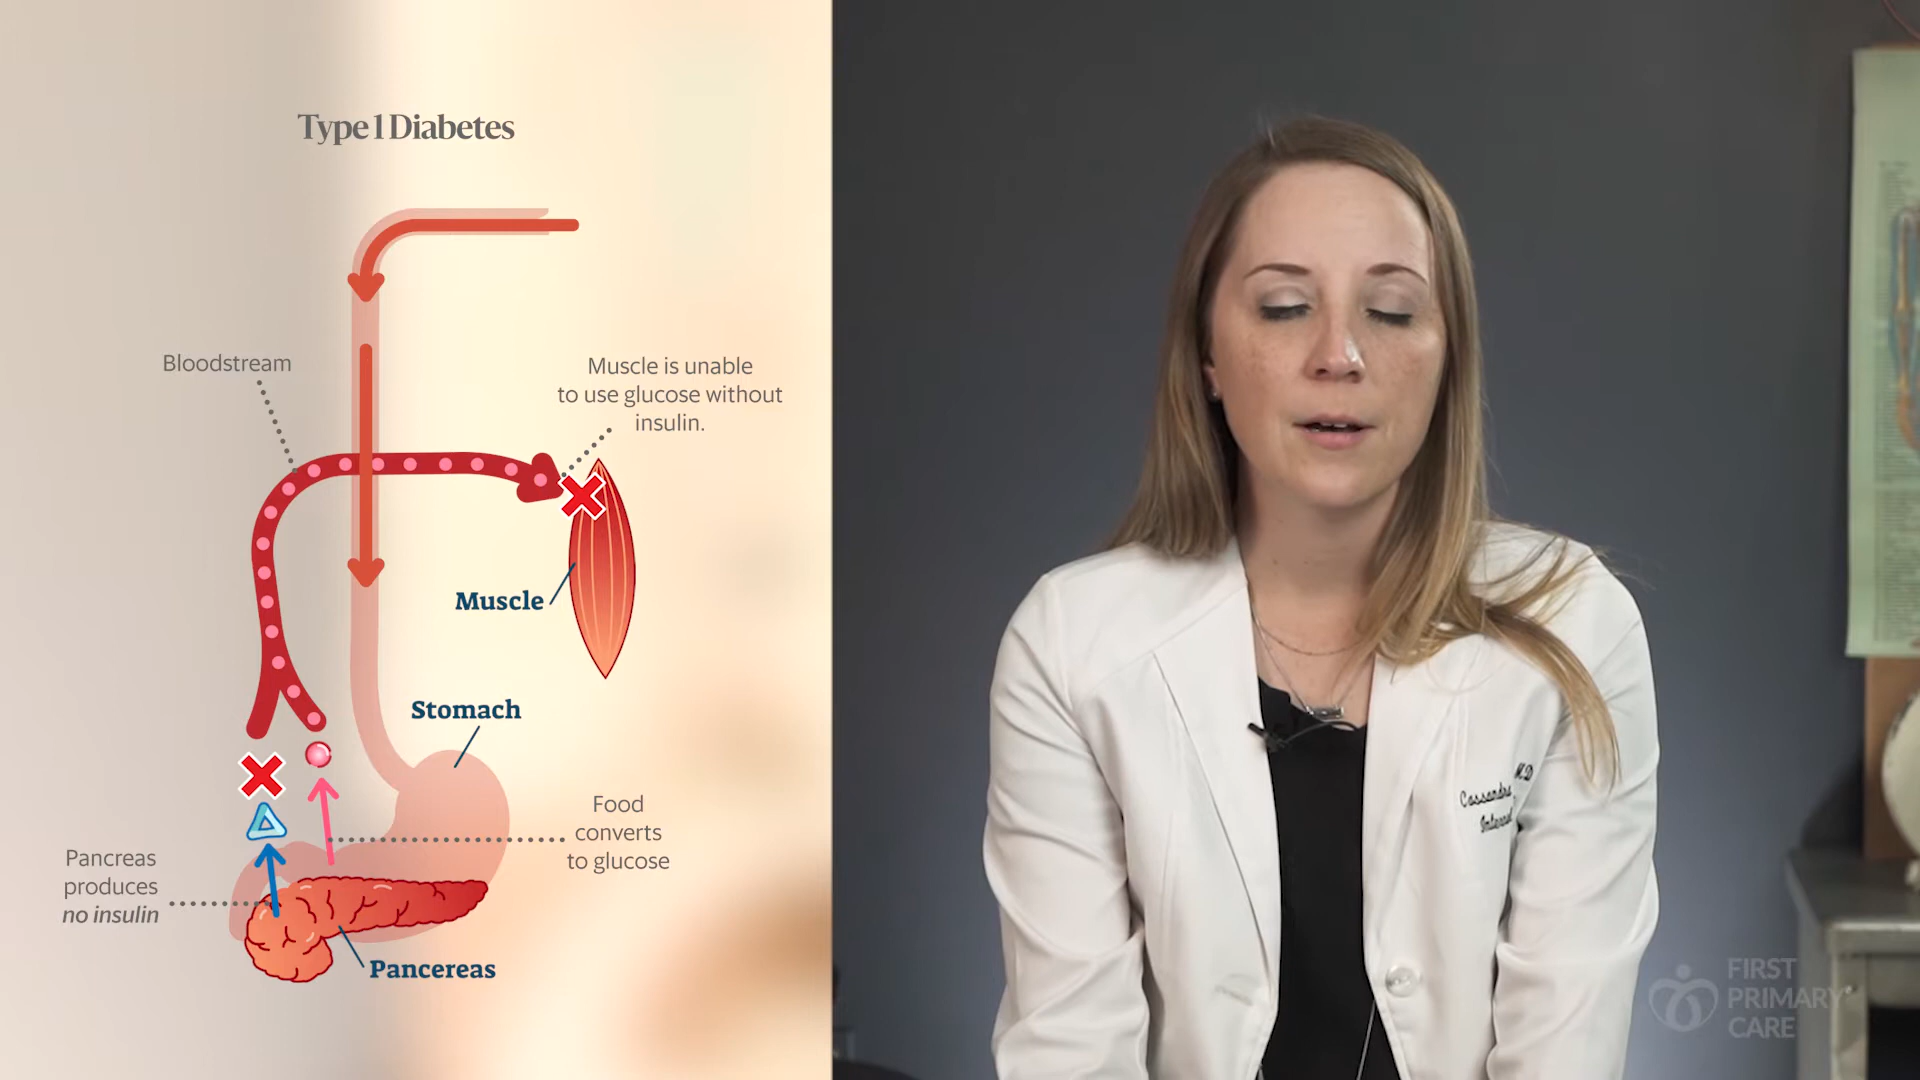 Type 1 Diabetes
Bloodstream
Muscle is unable
to use glucose without
insulin.
Muscle
Stomach
Food
converts
to glucose
Pancreas
produces
no insulin
Pancereas
M.D
Cassandra
FIRST
PRIMARY
CARE